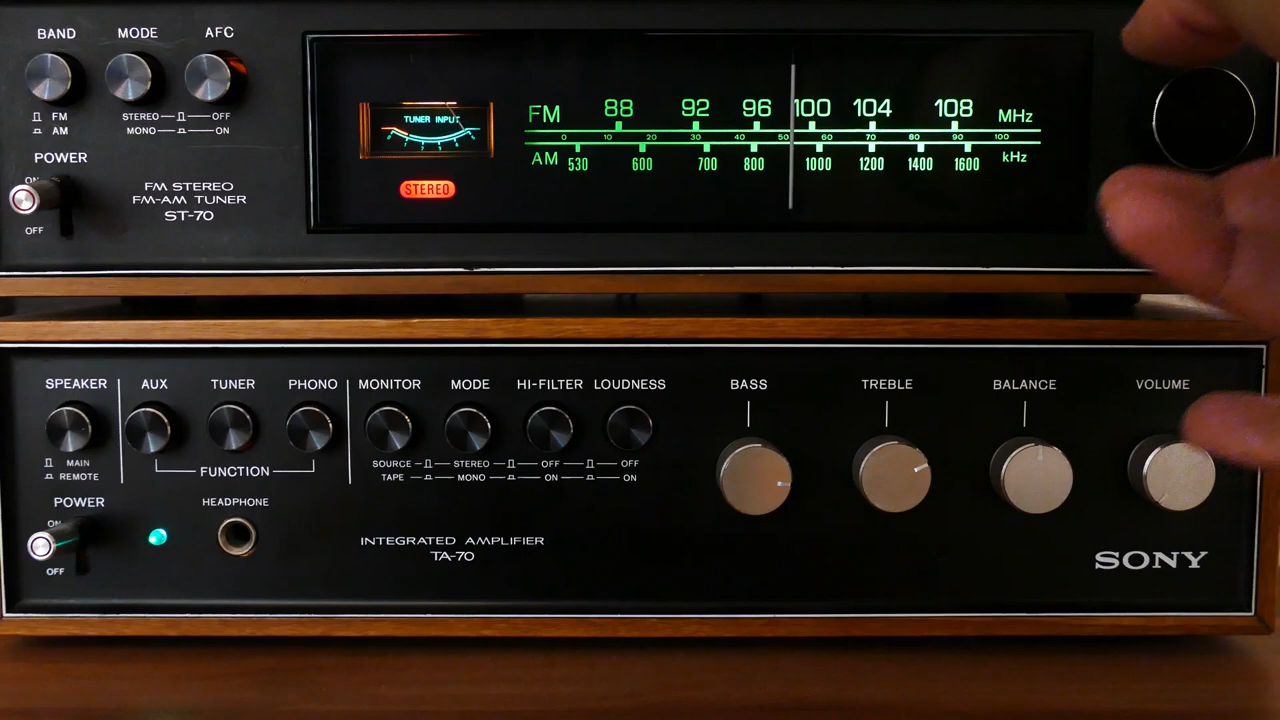 BAND MODE AFC
FM STEREO OFF
AM MONO ON
POWER
ON
OFF
FM STEREO
FM-AM TUNER
ST-70
TUNER INPUT
STEREO
FM 88 92 96 100 104 108 MHz
0 10 20 30 40 50 60 70 80 90 100
AM 530 600 700 800 1000 1200 1400 1600 kHz
SPEAKER AUX TUNER PHONO MONITOR MODE HI-FILTER LOUDNESS BASS TREBLE BALANCE VOLUME
MAIN SOURCE STEREO OFF OFF
REMOTE FUNCTION TAPE MONO ON ON
POWER HEADPHONE
ON
OFF
INTEGRATED AMPLIFIER
TA-70
SONY